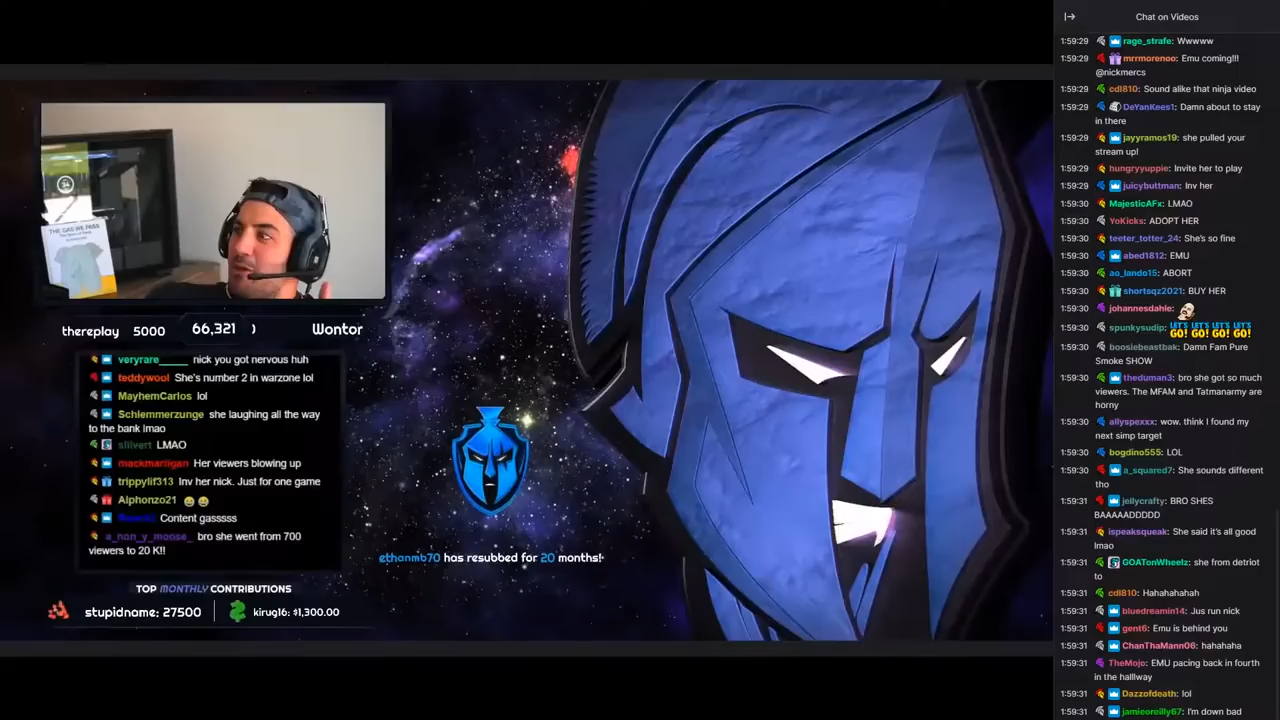 THE GAS WE PASS
thereplay 5000
66,321
Wontor
veryrare_____ nick you got nervous huh
teddywool She's number 2 in warzone lol
MayhemCarlos lol
Schlemmerzunge she laughing all the way
to the bank lmao
slilvert LMAO
mackmarligan Her viewers blowing up
trippylif313 Inv her nick. Just for one game
Alphonzo21
Content gasssss
a_non_y_moose_ bro she went from 700
viewers to 20 K!!
TOP MONTHLY CONTRIBUTIONS
stupidname: 27500
kirug16: $1,300.00
ethanmb70 has resubbed for 20 months!
Chat on Videos
1:59:29 rage_strafe: Wwwww
1:59:29 mrrmorenoo: Emu coming!!!
@nickmercs
1:59:29 cdl810: Sound alike that ninja video
1:59:29 DeYanKees1: Damn about to stay
in there
1:59:29 jayyramos19: she pulled your
stream up!
1:59:29 hungryyuppie: Invite her to play
1:59:29 juicybuttman: Inv her
1:59:30 MajesticAFx: LMAO
1:59:30 YoKicks: ADOPT HER
1:59:30 teeter_totter_24: She's so fine
1:59:30 abed1812: EMU
1:59:30 ao_lando15: ABORT
1:59:30 shortsqz2021: BUY HER
1:59:30 johannesdahle:
1:59:30 spunkysudip: LET'S GO! LET'S GO! LET'S GO! LET'S GO!
1:59:30 boosiebeastbak: Damn Fam Pure
Smoke SHOW
1:59:30 theduman3: bro she got so much
viewers. The MFAM and Tatmanarmy are
horny
1:59:30 allyspexxx: wow. think I found my
next simp target
1:59:30 bogdino555: LOL
1:59:30 a_squared7: She sounds different
tho
1:59:31 jellycrafty: BRO SHES
BAAAAADDDDD
1:59:31 ispeaksqueak: She said it's all good
lmao
1:59:31 GOATonWheelz: she from detriot
to
1:59:31 cdl810: Hahahahahah
1:59:31 bluedreamin14: Jus run nick
1:59:31 gent6: Emu is behind you
1:59:31 ChanThaMann06: hahahaha
1:59:31 TheMojo: EMU pacing back in fourth
in the halllway
1:59:31 Dazzofdeath: lol
1:59:31 jamieoreilly67: I'm down bad